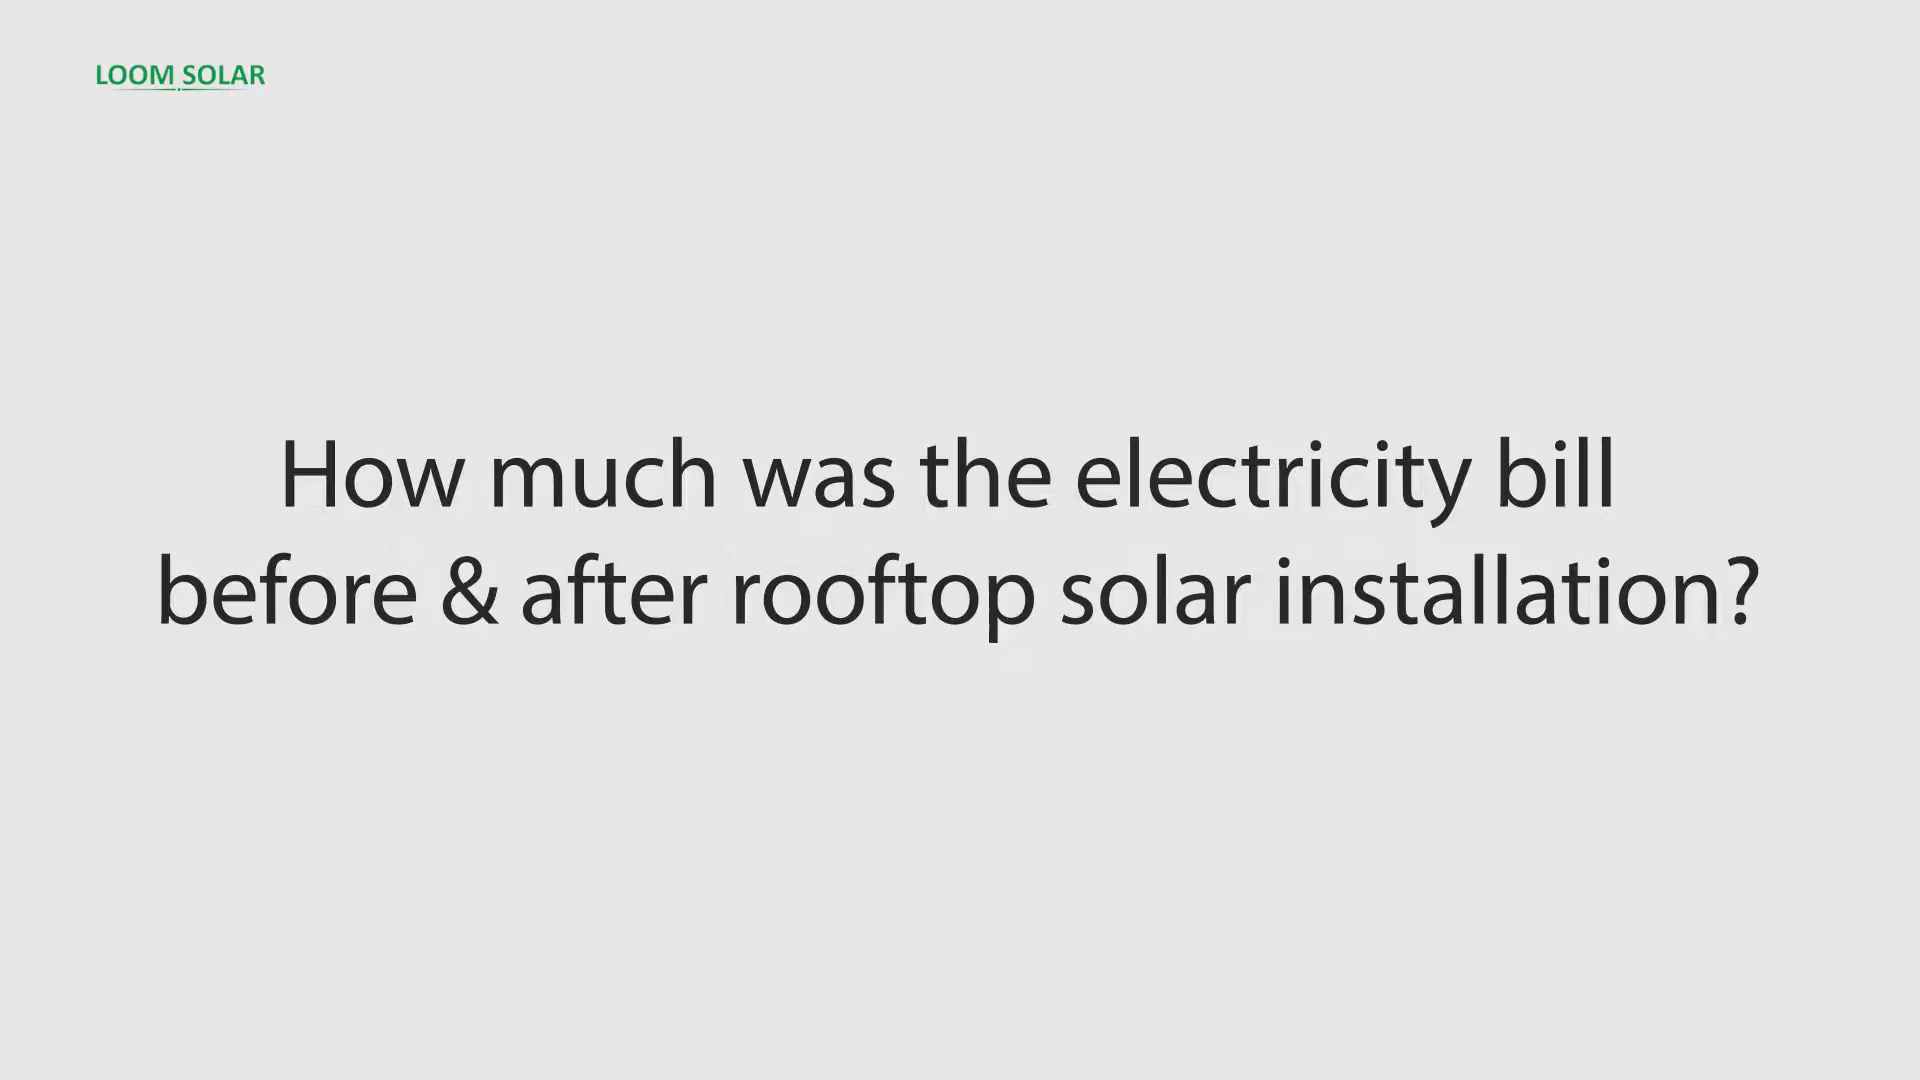 LOOM SOLAR
How much was the electricity bill
before & after rooftop solar installation?